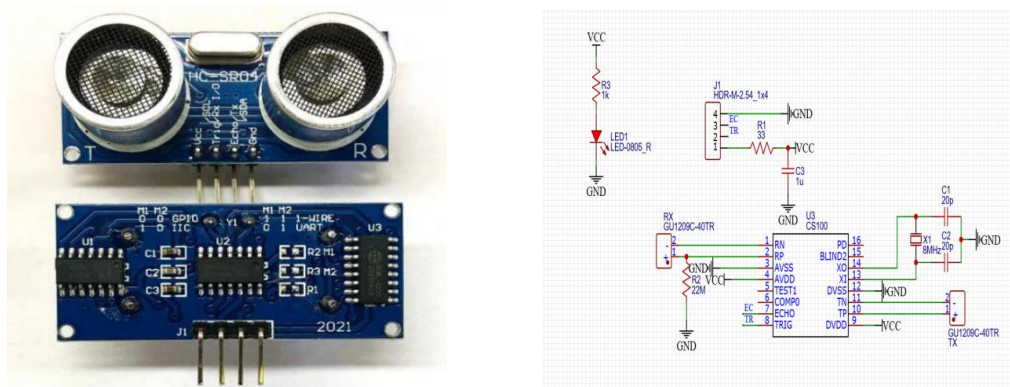 HC-SR04
T
Vcc
Trig/Rx/SCL I/O
Echo/Tx/SDA
Gnd
R
M1 M2
0 0 GPIO
1 0 IIC
Y1
M1 M2
1 1 1-WIRE
0 1 UART
U1
U2
U3
C1
C2
C3
R2 M1
R3 M2
R1
J1
2021
VCC
R3
1k
LED1
LED-0805_R
GND
J1
HDR-M-2.54_1x4
4
3
2
1
EC
TR
GND
R1
33
VCC
C3
1u
GND
RX
GU1209C-40TR
2 -
1 +
R2
22M
GND
GND
VCC
EC
TR
U3
CS100
1 RN
2 RP
3 AVSS
4 AVDD
5 TEST1
6 COMP0
7 ECHO
8 TRIG
PD 16
BLIND2 15
XO 14
XI 13
DVSS 12
TN 11
TP 10
DVDD 9
GND
VCC
X1
8MHz
C1
20p
C2
20p
GND
2 -
1 +
GU1209C-40TR
TX